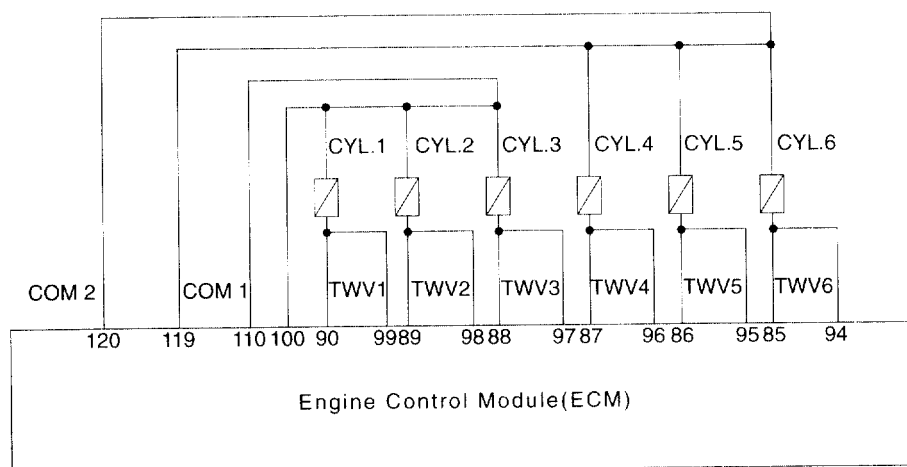 CYL.1 CYL.2 CYL.3 CYL.4 CYL.5 CYL.6
COM 2 COM 1 TWV1 TWV2 TWV3 TWV4 TWV5 TWV6
120 119 110 100 90 99 89 98 88 97 87 96 86 95 85 94
Engine Control Module(ECM)